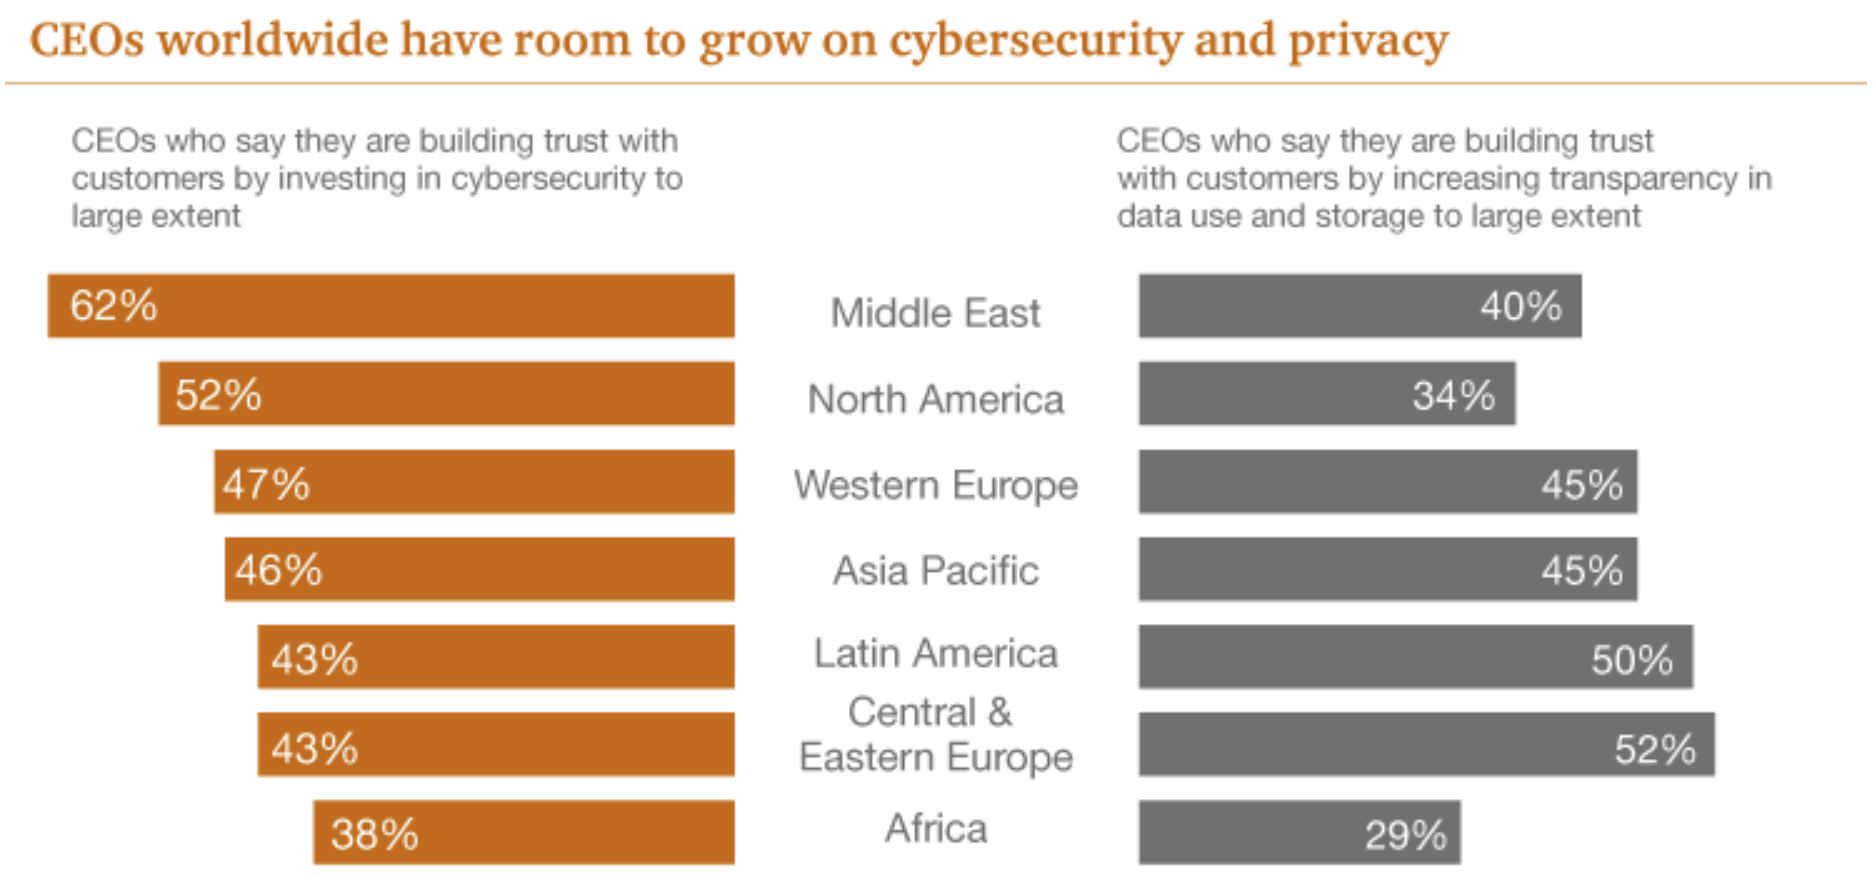 CEOs worldwide have room to grow on cybersecurity and privacy
CEOs who say they are building trust with
customers by investing in cybersecurity to
large extent
CEOs who say they are building trust
with customers by increasing transparency in
data use and storage to large extent
62%
Middle East
40%
52%
North America
34%
47%
Western Europe
45%
46%
Asia Pacific
45%
43%
Latin America
50%
43%
Central &
Eastern Europe
52%
38%
Africa
29%